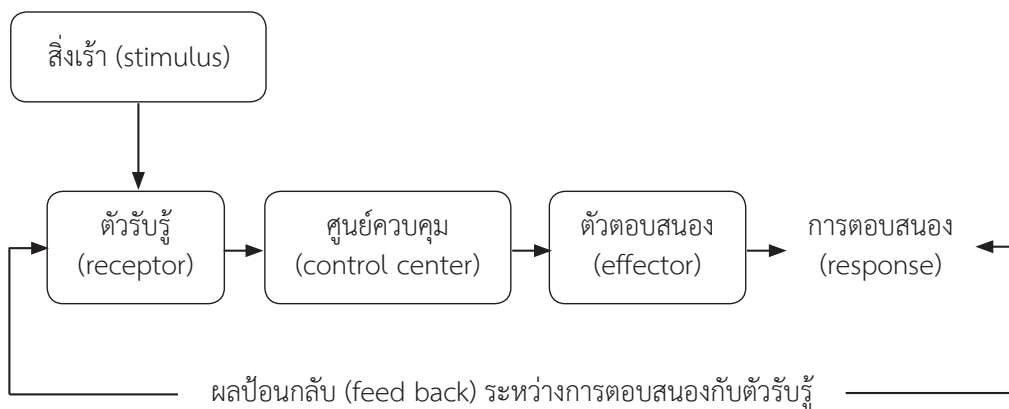 สิ่งเร้า (stimulus)
ตัวรับรู้
(receptor)
ศูนย์ควบคุม
(control center)
ตัวตอบสนอง
(effector)
การตอบสนอง
(response)
ผลป้อนกลับ (feed back) ระหว่างการตอบสนองกับตัวรับรู้